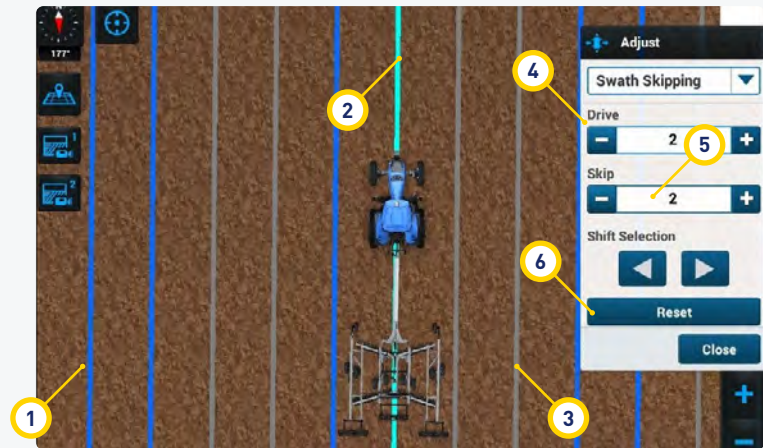 N
177°
1
2
Adjust
Swath Skipping
Drive
− 2 +
Skip
− 2 +
Shift Selection
Reset
Close
+
−
1
2
3
4
5
6